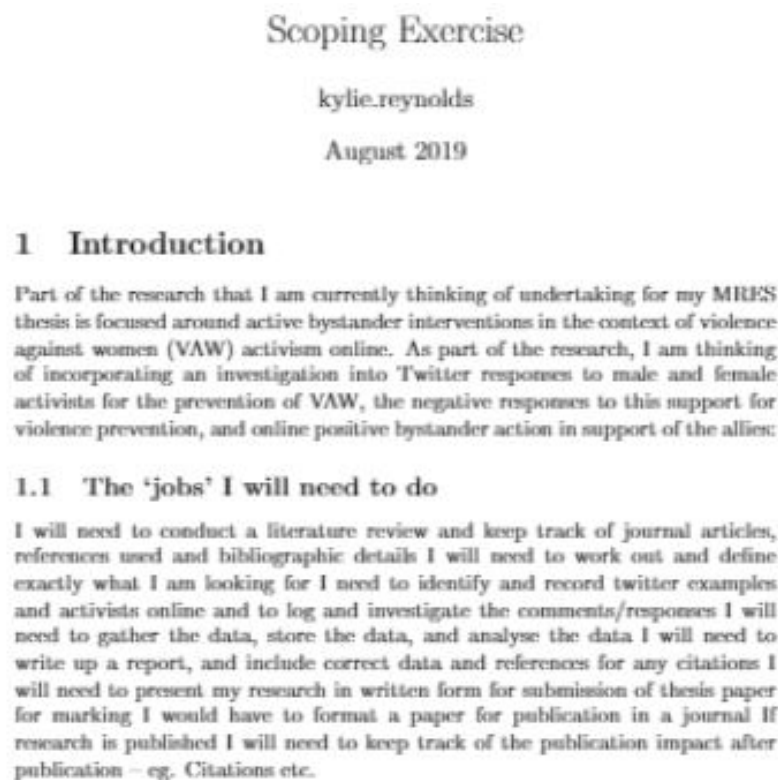 Scoping Exercise
kylie.reynolds
August 2019
1 Introduction
Part of the research that I am currently thinking of undertaking for my MRES
thesis is focused around active bystander interventions in the context of violence
against women (VAW) activism online. As part of the research, I am thinking
of incorporating an investigation into Twitter responses to male and female
activists for the prevention of VAW, the negative responses to this support for
violence prevention, and online positive bystander action in support of the allies:
1.1 The ‘jobs’ I will need to do
I will need to conduct a literature review and keep track of journal articles,
references used and bibliographic details I will need to work out and define
exactly what I am looking for I need to identify and record twitter examples
and activists online and to log and investigate the comments/responses I will
need to gather the data, store the data, and analyse the data I will need to
write up a report, and include correct data and references for any citations I
will need to present my research in written form for submission of thesis paper
for marking I would have to format a paper for publication in a journal If
research is published I will need to keep track of the publication impact after
publication – eg. Citations etc.